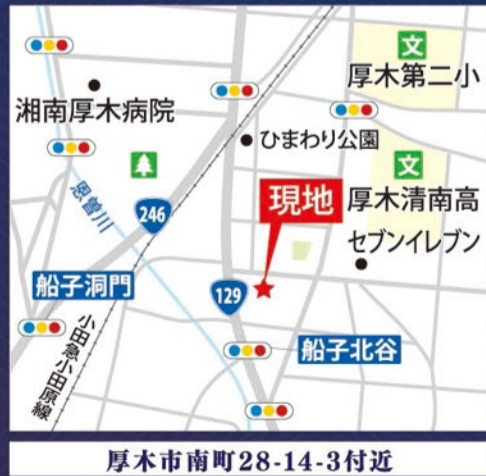 文
厚木第二小
湘南厚木病院
ひまわり公園
文
現地
厚木清南高
恩曽川
246
セブンイレブン
船子洞門
129
小田急小田原線
船子北谷
厚木市南町28-14-3付近